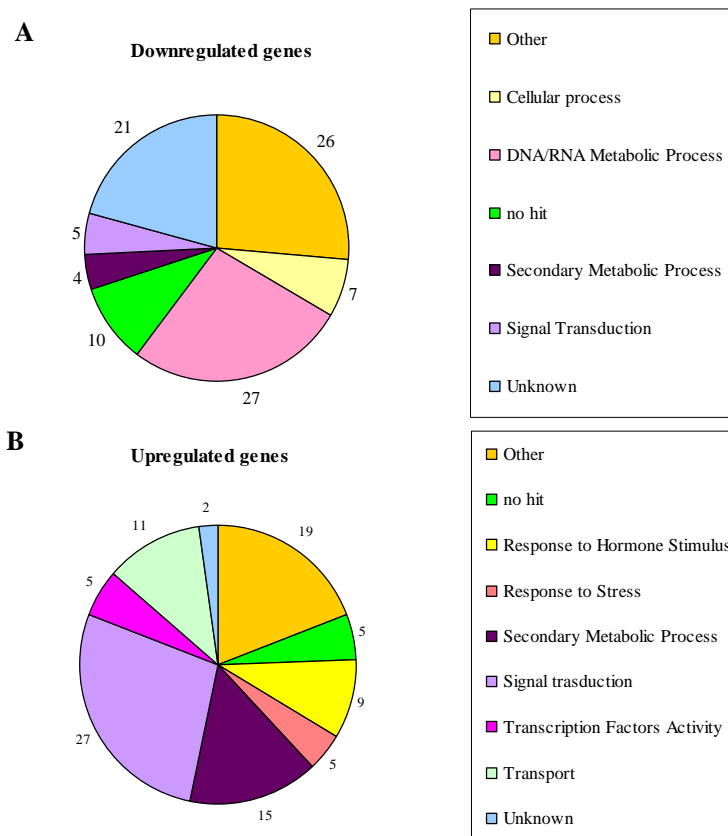 A
Downregulated genes
21
26
5
4
7
10
27
Other
Cellular process
DNA/RNA Metabolic Process
no hit
Secondary Metabolic Process
Signal Transduction
Unknown
B
Upregulated genes
2
11
19
5
5
9
27
5
15
Other
no hit
Response to Hormone Stimulus
Response to Stress
Secondary Metabolic Process
Signal trasduction
Transcription Factors Activity
Transport
Unknown